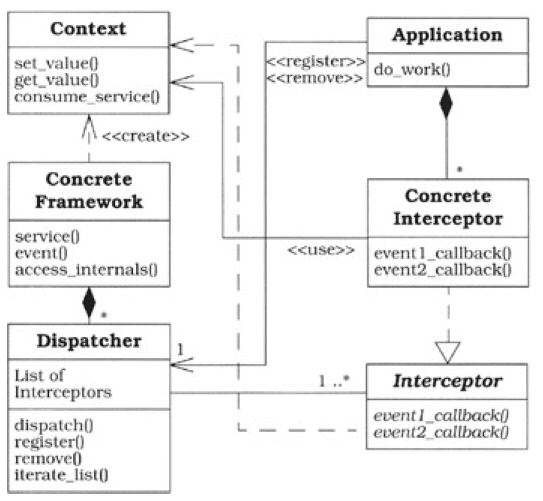 Context
set_value()
get_value()
consume_service()
Application
do_work()
<<register>>
<<remove>>
<<create>>
Concrete
Framework
service()
event()
access_internals()
*
Concrete
Interceptor
event1_callback()
event2_callback()
<<use>>
*
Dispatcher
List of
Interceptors
dispatch()
register()
remove()
iterate_list()
1
1 ..*
Interceptor
event1_callback()
event2_callback()